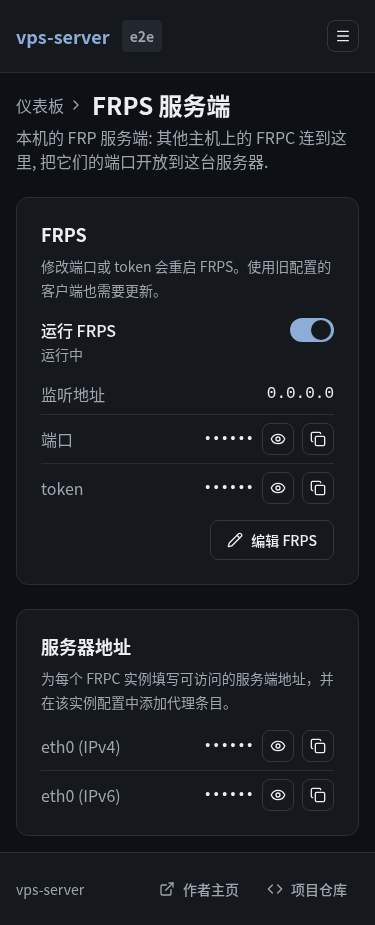 vps-server e2e
仪表板 > FRPS 服务端
本机的 FRP 服务端: 其他主机上的 FRPC 连到这
里, 把它们的端口开放到这台服务器.
FRPS
修改端口或 token 会重启 FRPS。使用旧配置的
客户端也需要更新。
运行 FRPS
运行中
监听地址 0.0.0.0
端口 ••••••
token ••••••
编辑 FRPS
服务器地址
为每个 FRPC 实例填写可访问的服务端地址，并
在该实例配置中添加代理条目。
eth0 (IPv4) ••••••
eth0 (IPv6) ••••••
vps-server 作者主页 项目仓库